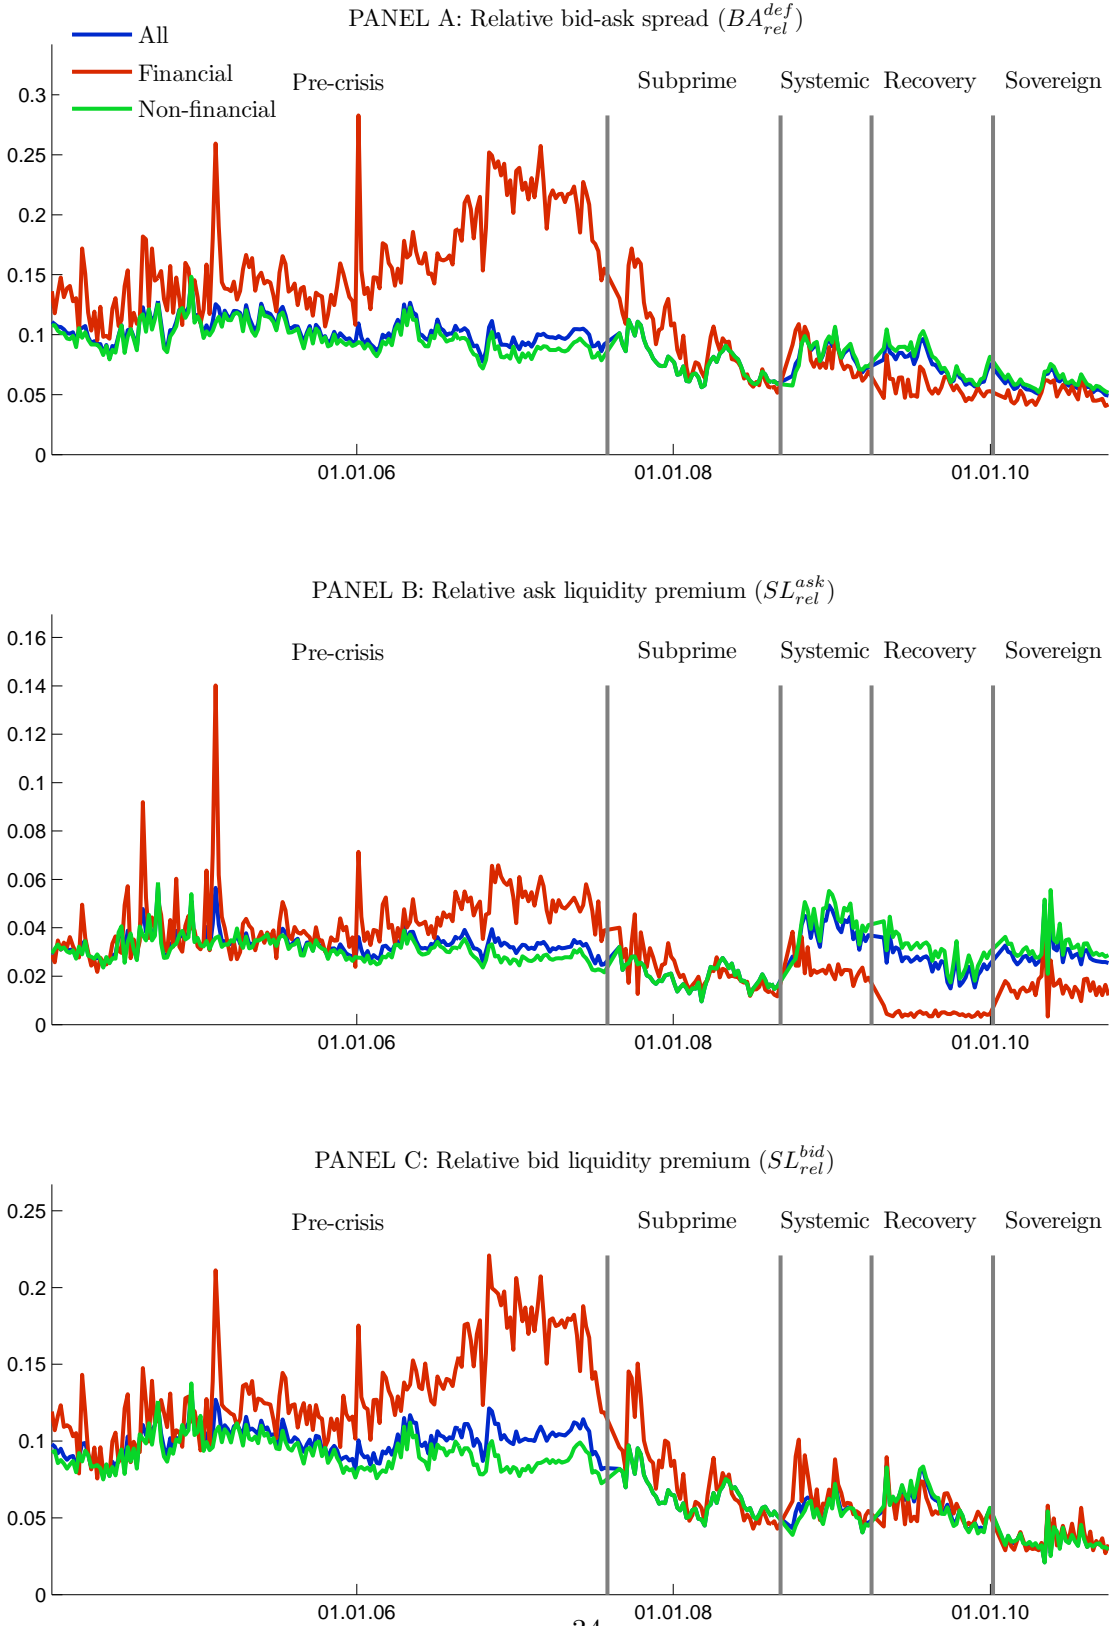 PANEL A: Relative bid-ask spread (BA_{rel}^{def})
All
Financial
Non-financial
Pre-crisis
Subprime
Systemic
Recovery
Sovereign
0.3
0.25
0.2
0.15
0.1
0.05
0
01.01.06
01.01.08
01.01.10
PANEL B: Relative ask liquidity premium (SL_{rel}^{ask})
Pre-crisis
Subprime
Systemic
Recovery
Sovereign
0.16
0.14
0.12
0.1
0.08
0.06
0.04
0.02
0
01.01.06
01.01.08
01.01.10
PANEL C: Relative bid liquidity premium (SL_{rel}^{bid})
Pre-crisis
Subprime
Systemic
Recovery
Sovereign
0.25
0.2
0.15
0.1
0.05
0
01.01.06
01.01.08
01.01.10